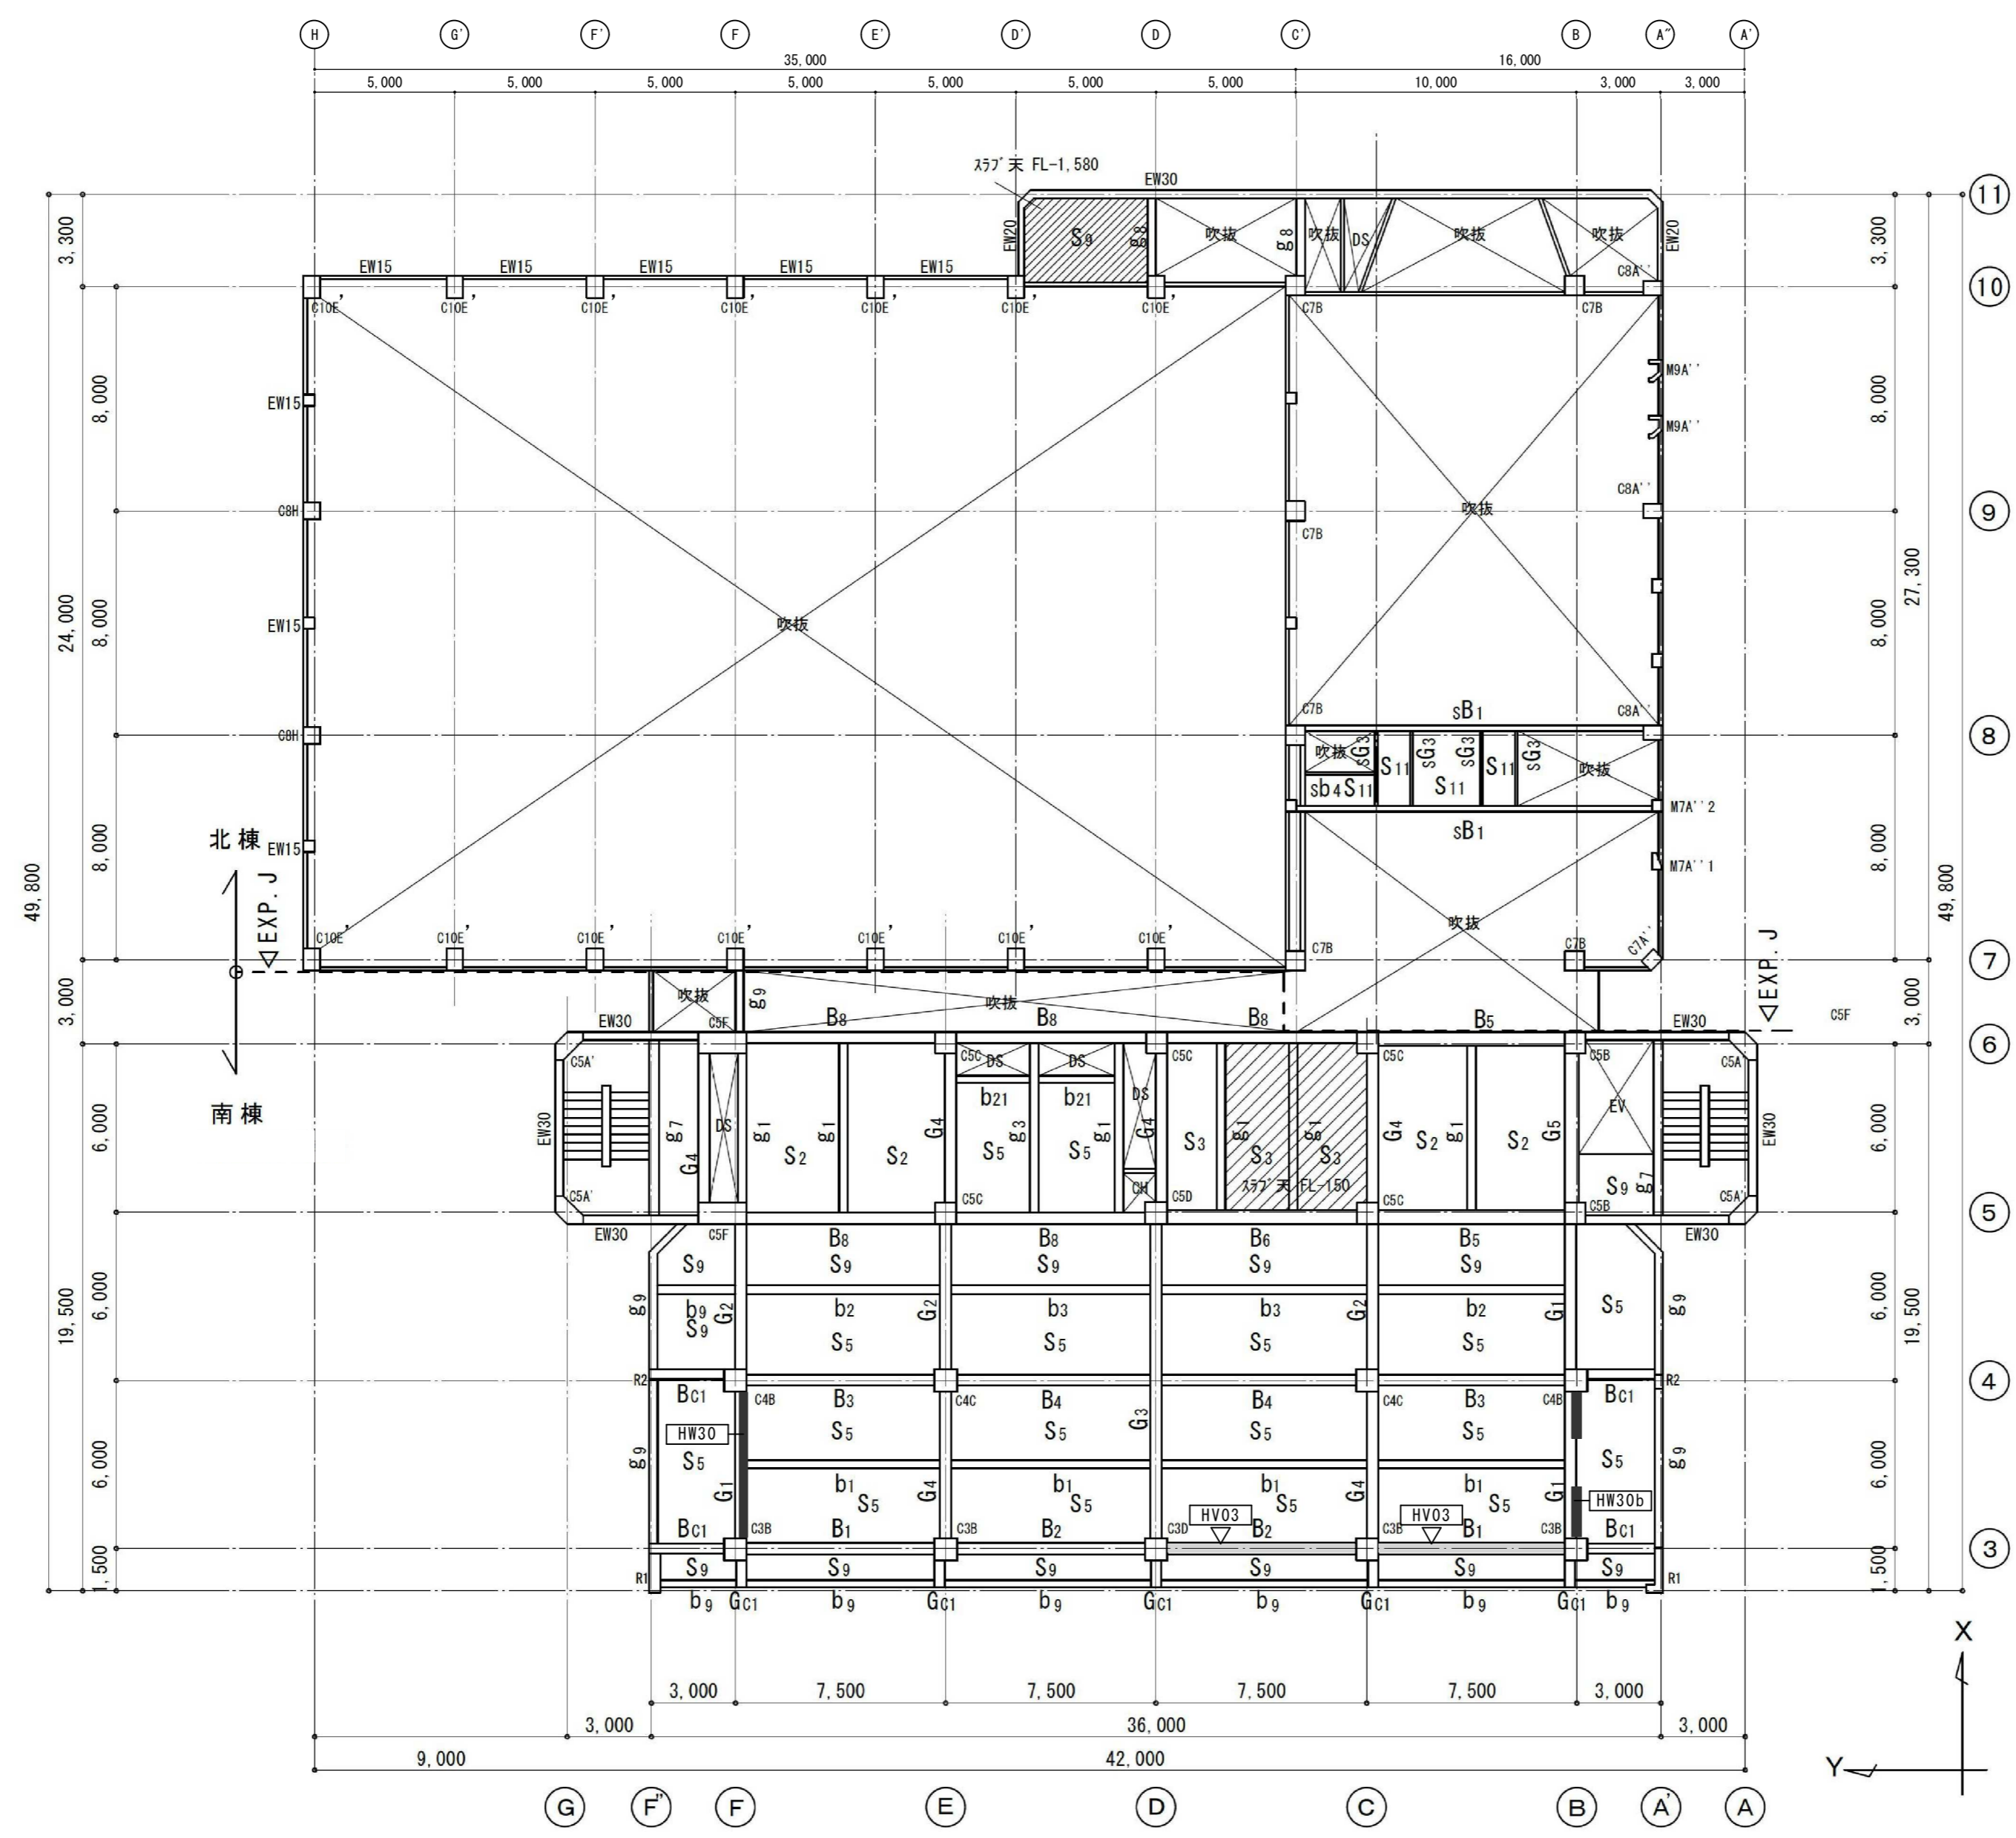 H G' F' F E' D' D C' B A" A'
35,000 16,000
5,000 5,000 5,000 5,000 5,000 5,000 5,000 10,000 3,000 3,000
ｽﾗﾌﾞ天 FL-1,580
EW30
11
3,300 EW20 S9 g8 吹抜 g8 吹抜 DS 吹抜 吹抜 EW20 3,300
EW15 EW15 EW15 EW15 EW15 C8A''
10
C10E' C10E' C10E' C10E' C10E' C10E' C10E' C7B C7B
M9A''
8,000 EW15 8,000
M9A''
C8A''
C8H 吹抜 9
C7B
27,300
24,000 8,000 EW15 吹抜 8,000
C7B sB1 C8A''
C8H 8
吹抜 sG3 S11 sG3 sG3 S11 sG3 吹抜
sb4 S11 S11
M7A''2
sB1
北棟 EW15 8,000 8,000 M7A''1
49,800 49,800
EXP.J 吹抜 EXP.J
C10E' C10E' C10E' C10E' C10E' C10E' C10E' C7B C7B C7A''
7
3,000 吹抜 g9 吹抜 3,000
EW30 C5F B8 B8 B8 B5 EW30 C5F
6
C5A' C5C DS DS C5C C5C C5B C5A'
南棟
b21 b21 DS EV
6,000 EW30 g7 DS g1 g1 G4 g3 g1 G4 g1 g1 G4 g1 G5 EW30 6,000
G4 S2 S2 S5 S5 S3 S3 S3 S2 S2
C5A' C5C CH C5D ｽﾗﾌﾞ天 FL-150 C5C C5B S9 g7 C5A'
5
EW30 C5F B8 B8 B6 B5 EW30
S9 S9 S9 S9 S9
6,000 g9 b9 G2 b2 G2 b3 b3 G2 b2 G1 S5 g9 6,000
19,500 S9 S5 S5 S5 S5 19,500
R2 R2 4
BC1 C4B B3 C4C B4 B4 C4C B3 C4B BC1
HW30 S5 G3 S5 S5 S5
6,000 g9 S5 S5 g9 6,000
G1 b1 G4 b1 b1 G4 b1 G1 HW30b
S5 S5 HV03 S5 HV03 S5
BC1 C3B B1 C3B B2 C3D B2 C3B B1 C3B BC1
3
1,500 S9 S9 S9 S9 S9 S9 1,500
R1 R1
b9 GC1 b9 GC1 b9 GC1 b9 GC1 b9 GC1 b9
X
3,000 7,500 7,500 7,500 7,500 3,000
3,000 36,000 3,000
9,000 42,000
Y
G F" F E D C B A' A